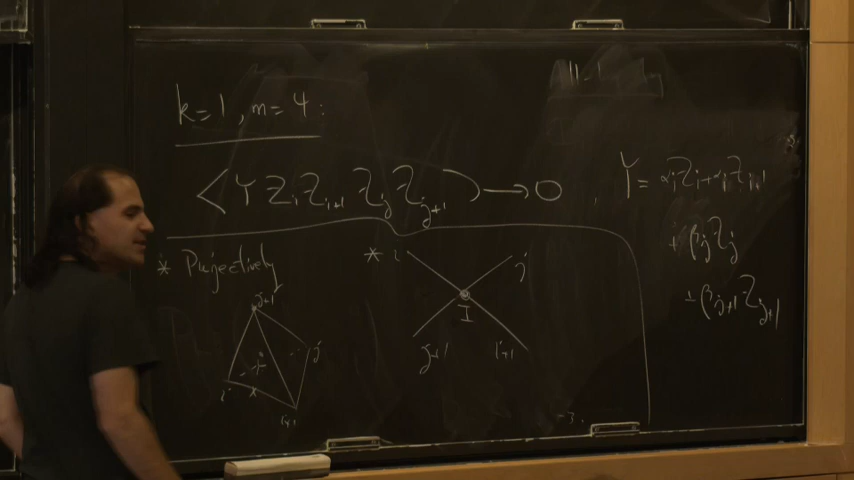 k=1, m=4:
⟨Y Z_i Z_{i+1} Z_j Z_{j+1}⟩ → 0 , Y = α_i Z_i + α_{i+1} Z_{i+1}
+ β_j Z_j
+ β_{j+1} Z_{j+1}
* Projectively
* i j
I
j+1 i+1
j+1
j
i
i+1